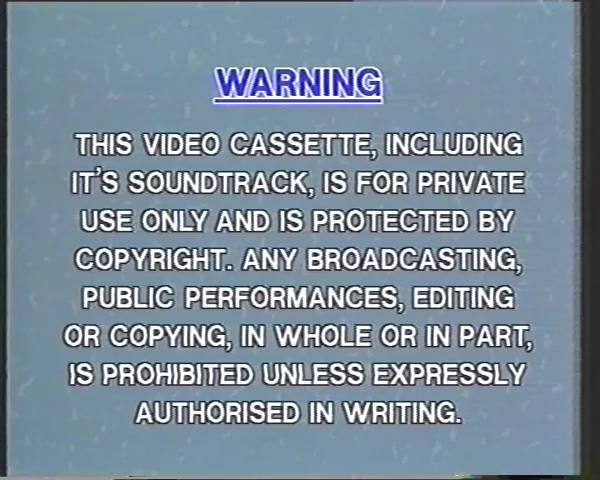 WARNING
THIS VIDEO CASSETTE, INCLUDING
IT'S SOUNDTRACK, IS FOR PRIVATE
USE ONLY AND IS PROTECTED BY
COPYRIGHT. ANY BROADCASTING,
PUBLIC PERFORMANCES, EDITING
OR COPYING, IN WHOLE OR IN PART,
IS PROHIBITED UNLESS EXPRESSLY
AUTHORISED IN WRITING.